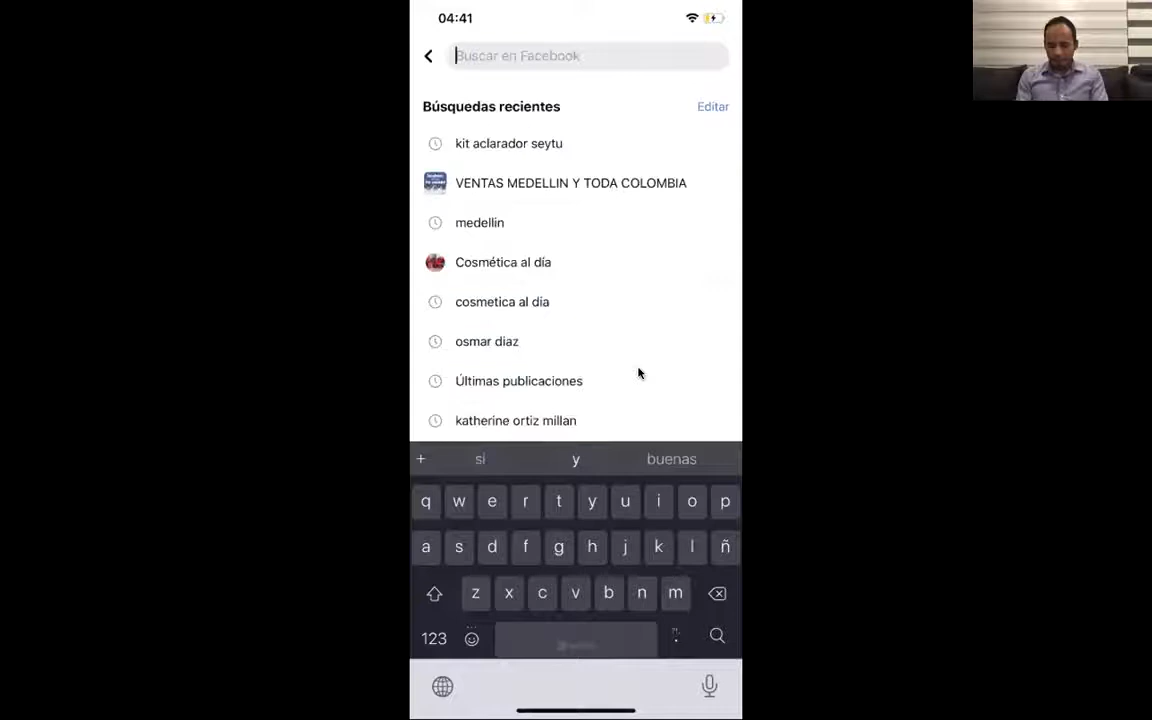 04:41
Buscar en Facebook
Búsquedas recientes
Editar
kit aclarador seytu
VENTAS MEDELLIN Y TODA COLOMBIA
medellin
Cosmética al día
cosmetica al dia
osmar diaz
Últimas publicaciones
katherine ortiz millan
+ si y buenas
q w e r t y u i o p
a s d f g h j k l ñ
z x c v b n m
123